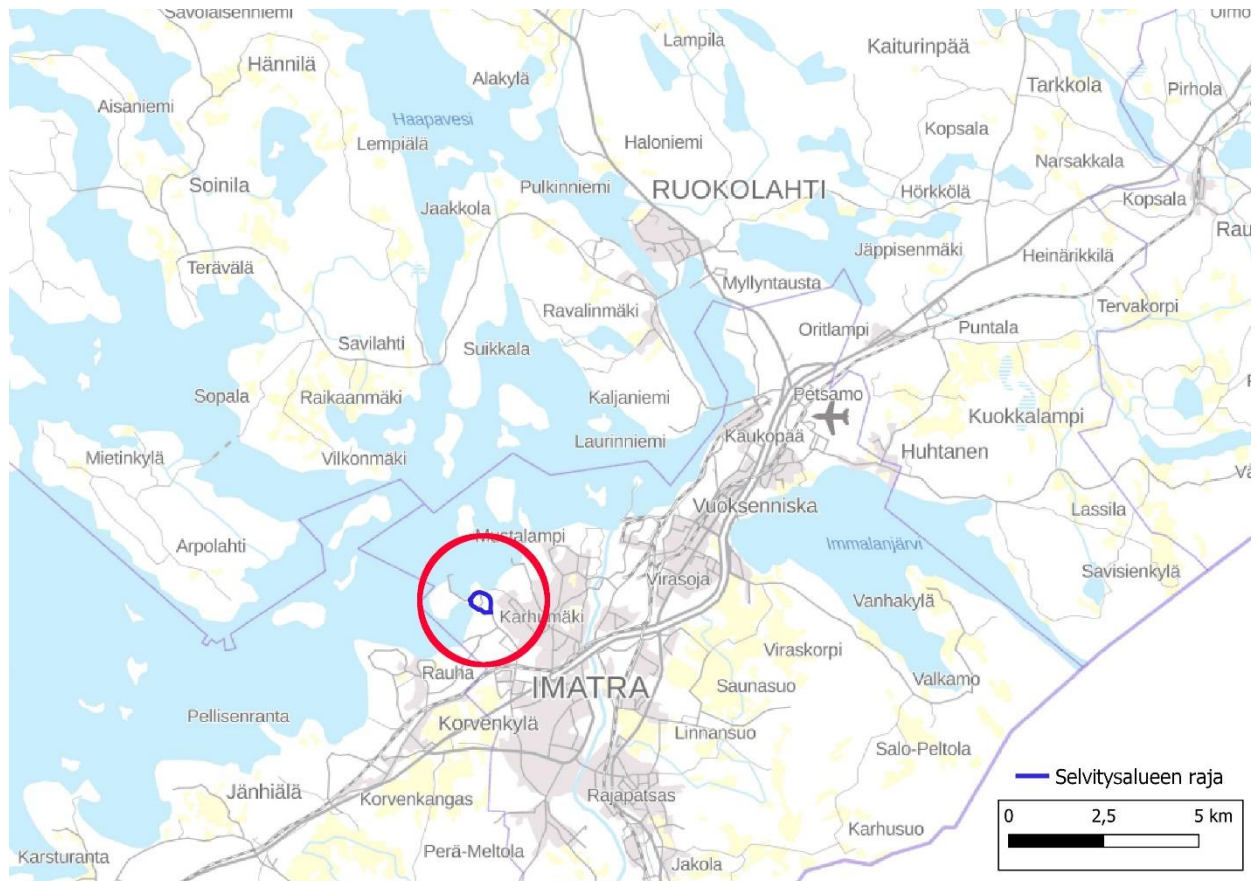 Savolaisenniemi
Hännilä
Lampila
Kaiturinpää
Alakylä
Tarkkola
Pirhola
Aisaniemi
Haapavesi
Lempiälä
Haloniemi
Kopsala
Narsakkala
Soinila
Pulkinniemi
RUOKOLAHTI
Hörkkölä
Kopsala
Jaakkola
Rau
Jäppisenmäki
Heinärikkilä
Terävälä
Myllyntausta
Ravalinmäki
Tervakorpi
Savilahti
Suikkala
Oritlampi
Puntala
Sopala
Raikaanmäki
Kaljaniemi
Petsamo
Kuokkalampi
Laurinniemi
Kaukopää
Huhtanen
Mietinkylä
Vilkonmäki
Vuoksenniska
Lassila
Arpolahti
Mustalampi
Immalanjärvi
Virasoja
Savisienkylä
Vanhakylä
Karhumäki
Viraskorpi
Rauha
IMATRA
Saunasuo
Valkamo
Pellisenranta
Korvenkylä
Linnansuo
Salo-Peltola
Jänhiälä
Selvitysalueen raja
Korvenkangas
Rajapatsas
0 2,5 5 km
Karhusuo
Karsturanta
Perä-Meltola
Jakola